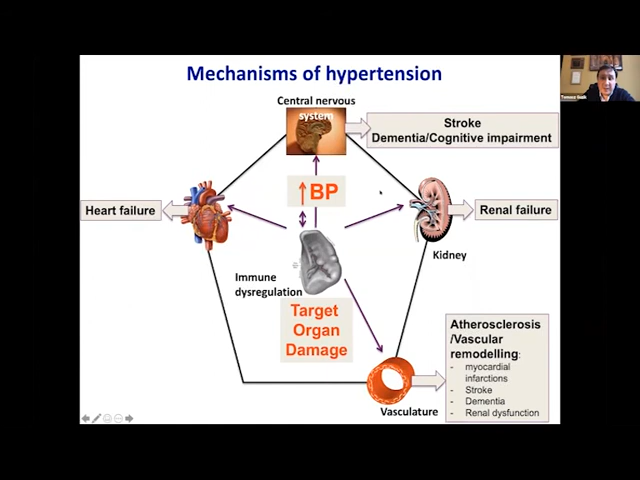 Mechanisms of hypertension
Central nervous
system
Stroke
Dementia/Cognitive impairment
BP
Heart failure
Renal failure
Kidney
Immune
dysregulation
Target
Organ
Damage
Atherosclerosis
/Vascular
remodelling:
- myocardial
infarctions
- Stroke
- Dementia
- Renal dysfunction
Vasculature